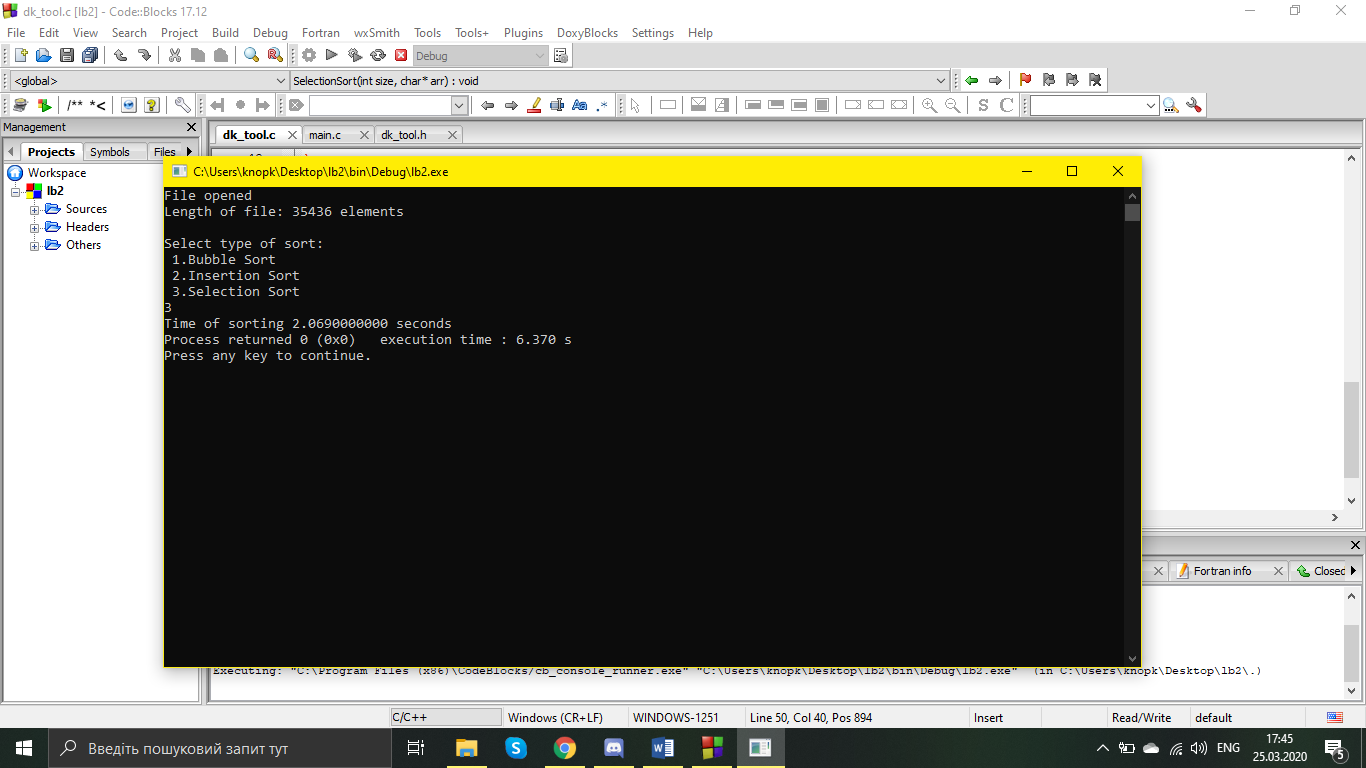 dk_tool.c [lb2] - Code::Blocks 17.12
File Edit View Search Project Build Debug Fortran wxSmith Tools Tools+ Plugins DoxyBlocks Settings Help
Debug
<global> SelectionSort(int size, char* arr) : void
/** *< Aa .* S C
Management
dk_tool.c main.c dk_tool.h
Projects Symbols Files
Workspace
lb2
Sources
Headers
Others
C:\Users\knopk\Desktop\lb2\bin\Debug\lb2.exe
File opened
Length of file: 35436 elements
Select type of sort:
1.Bubble Sort
2.Insertion Sort
3.Selection Sort
3
Time of sorting 2.0690000000 seconds
Process returned 0 (0x0) execution time : 6.370 s
Press any key to continue.
Fortran info Closed
Executing: "C:\Program Files (x86)\CodeBlocks/cb_console_runner.exe" "C:\Users\knopk\Desktop\lb2\bin\Debug\lb2.exe" (in C:\Users\knopk\Desktop\lb2\.)
C/C++ Windows (CR+LF) WINDOWS-1251 Line 50, Col 40, Pos 894 Insert Read/Write default
Введіть пошуковий запит тут
ENG
17:45
25.03.2020
5